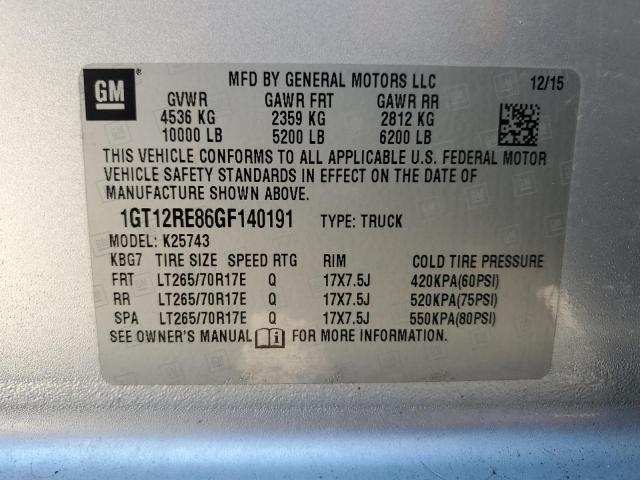 GM ®
MFD BY GENERAL MOTORS LLC 12/15
GVWR GAWR FRT GAWR RR
4536 KG 2359 KG 2812 KG
10000 LB 5200 LB 6200 LB
THIS VEHICLE CONFORMS TO ALL APPLICABLE U.S. FEDERAL MOTOR
VEHICLE SAFETY STANDARDS IN EFFECT ON THE DATE OF
MANUFACTURE SHOWN ABOVE.
1GT12RE86GF140191 TYPE: TRUCK
MODEL: K25743
KBG7 TIRE SIZE SPEED RTG RIM COLD TIRE PRESSURE
FRT LT265/70R17E Q 17X7.5J 420KPA(60PSI)
RR LT265/70R17E Q 17X7.5J 520KPA(75PSI)
SPA LT265/70R17E Q 17X7.5J 550KPA(80PSI)
SEE OWNER'S MANUAL FOR MORE INFORMATION.